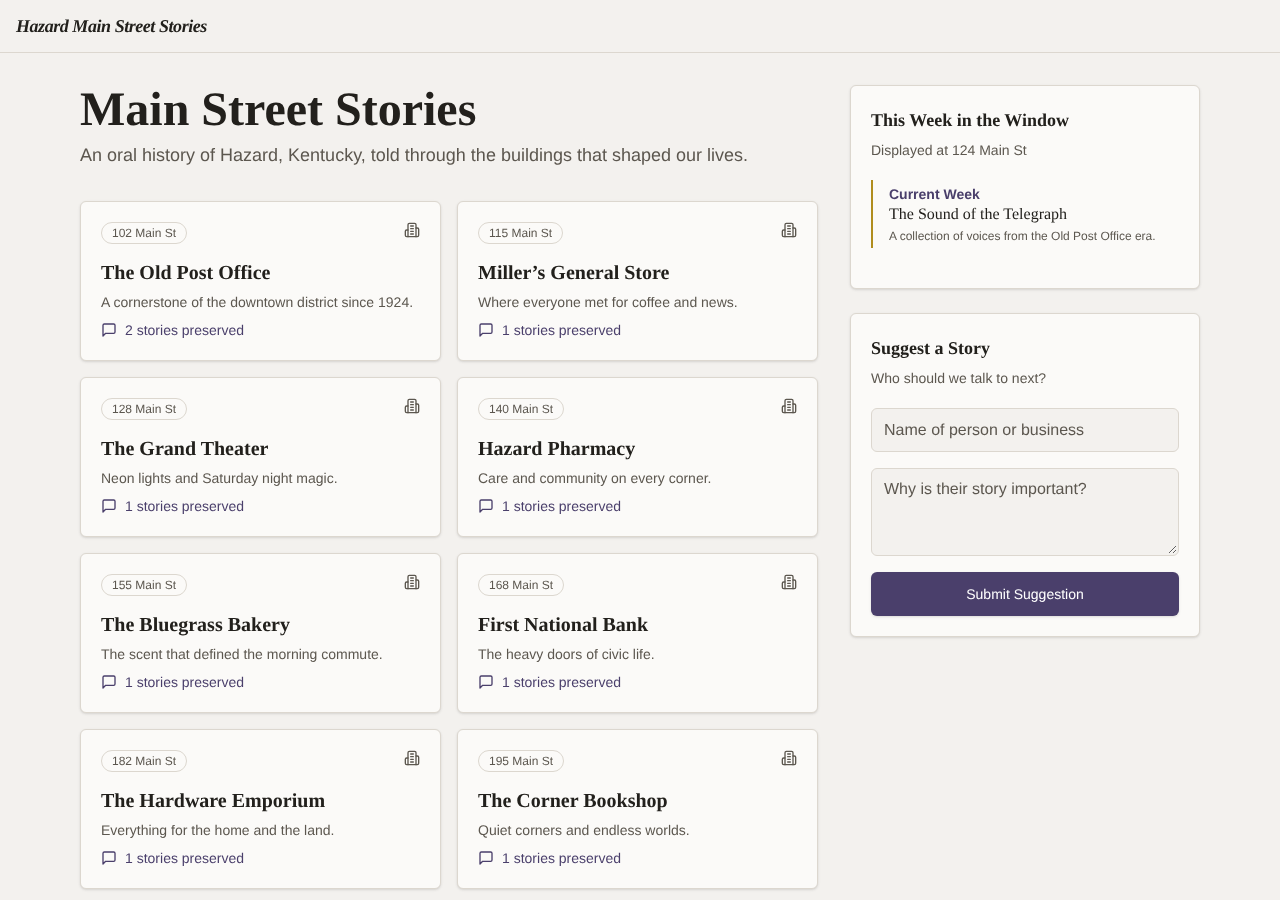 Hazard Main Street Stories
Main Street Stories
An oral history of Hazard, Kentucky, told through the buildings that shaped our lives.
102 Main St
The Old Post Office
A cornerstone of the downtown district since 1924.
2 stories preserved
115 Main St
Miller’s General Store
Where everyone met for coffee and news.
1 stories preserved
128 Main St
The Grand Theater
Neon lights and Saturday night magic.
1 stories preserved
140 Main St
Hazard Pharmacy
Care and community on every corner.
1 stories preserved
155 Main St
The Bluegrass Bakery
The scent that defined the morning commute.
1 stories preserved
168 Main St
First National Bank
The heavy doors of civic life.
1 stories preserved
182 Main St
The Hardware Emporium
Everything for the home and the land.
1 stories preserved
195 Main St
The Corner Bookshop
Quiet corners and endless worlds.
1 stories preserved
This Week in the Window
Displayed at 124 Main St
Current Week
The Sound of the Telegraph
A collection of voices from the Old Post Office era.
Suggest a Story
Who should we talk to next?
Name of person or business
Why is their story important?
Submit Suggestion